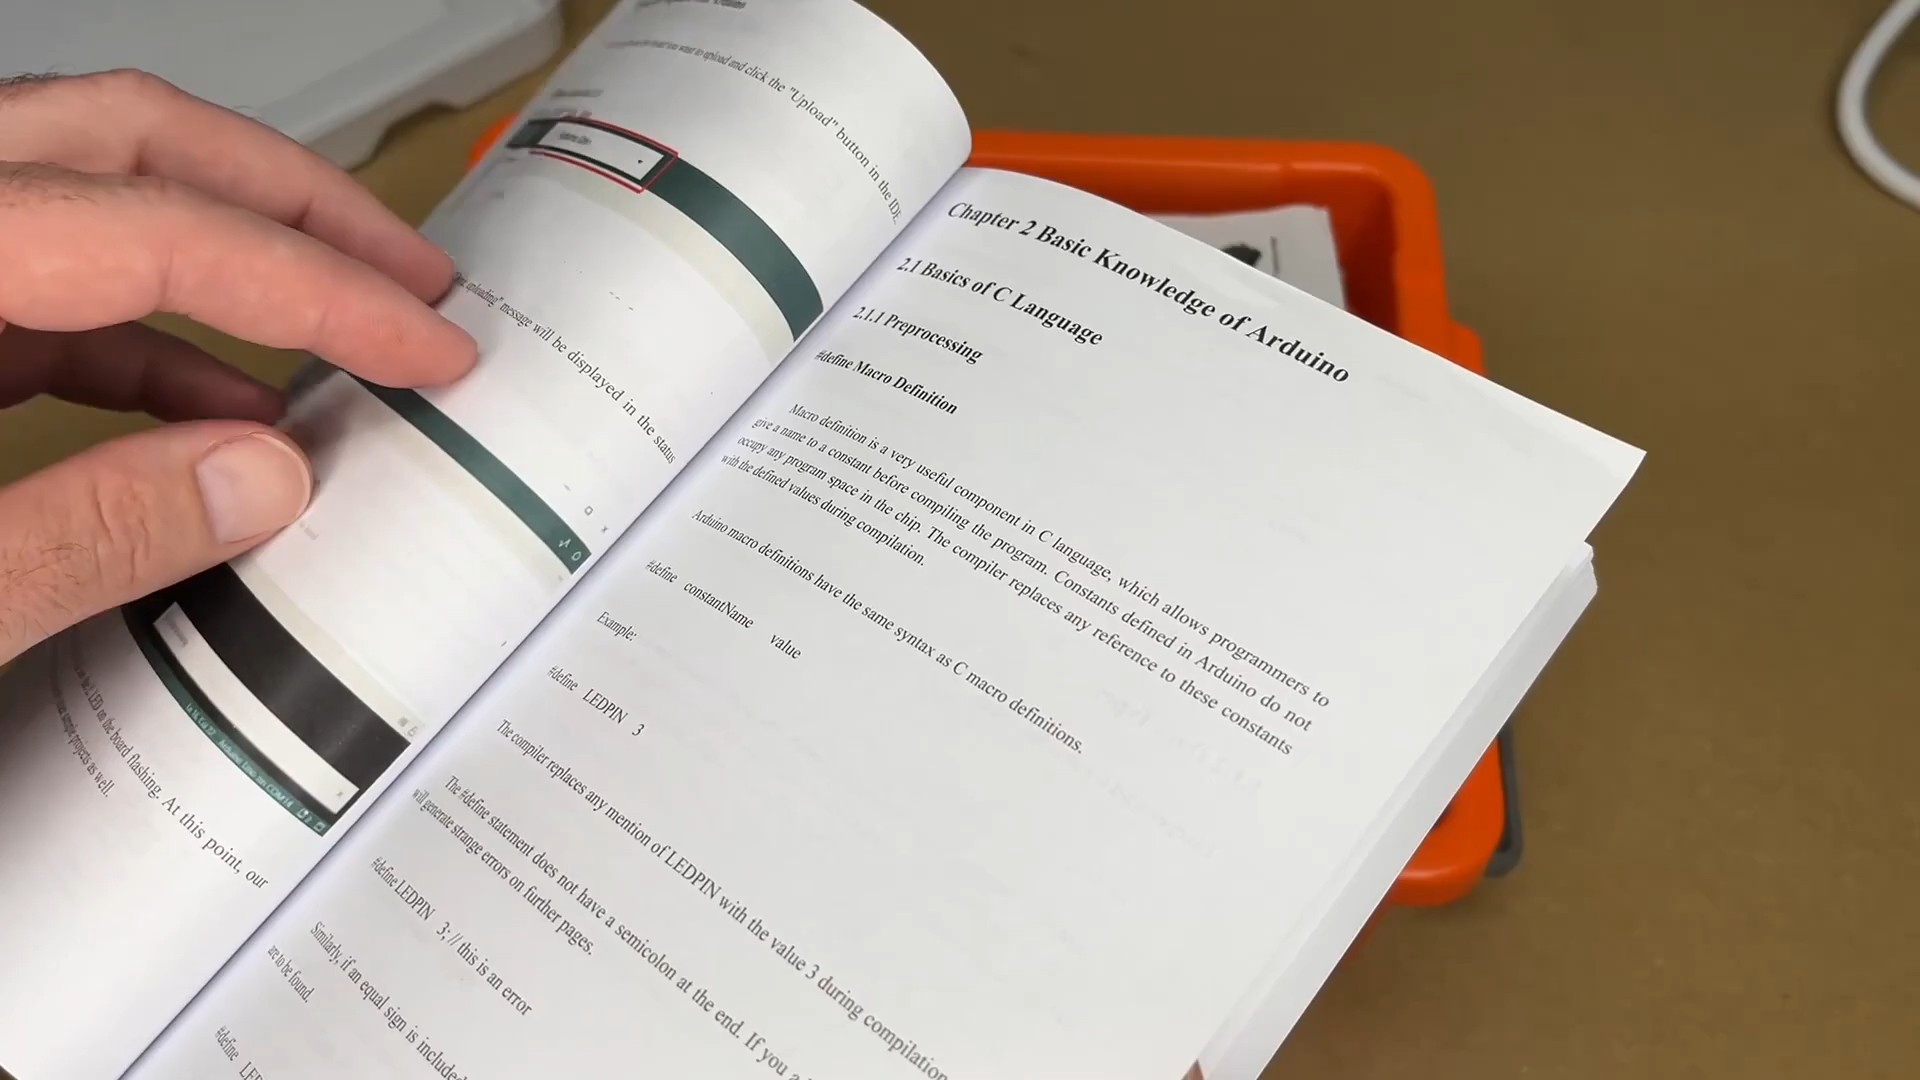 upload and click the "Upload" button in the IDE.
uploading" message will be displayed in the status
LED on the board flashing. At this point, our
simple projects as well.
Chapter 2 Basic Knowledge of Arduino
2.1 Basics of C Language
2.1.1 Preprocessing
#define Macro Definition
Macro definition is a very useful component in C language, which allows programmers to
give a name to a constant before compiling the program. Constants defined in Arduino do not
occupy any program space in the chip. The compiler replaces any reference to these constants
with the defined values during compilation.
Arduino macro definitions have the same syntax as C macro definitions.
#define constantName value
Example:
#define LEDPIN 3
The compiler replaces any mention of LEDPIN with the value 3 during compilation
The #define statement does not have a semicolon at the end. If you
will generate strange errors on further pages.
#define LEDPIN 3; // this is an error
Similarly, if an equal sign is included
are to be found.
#define